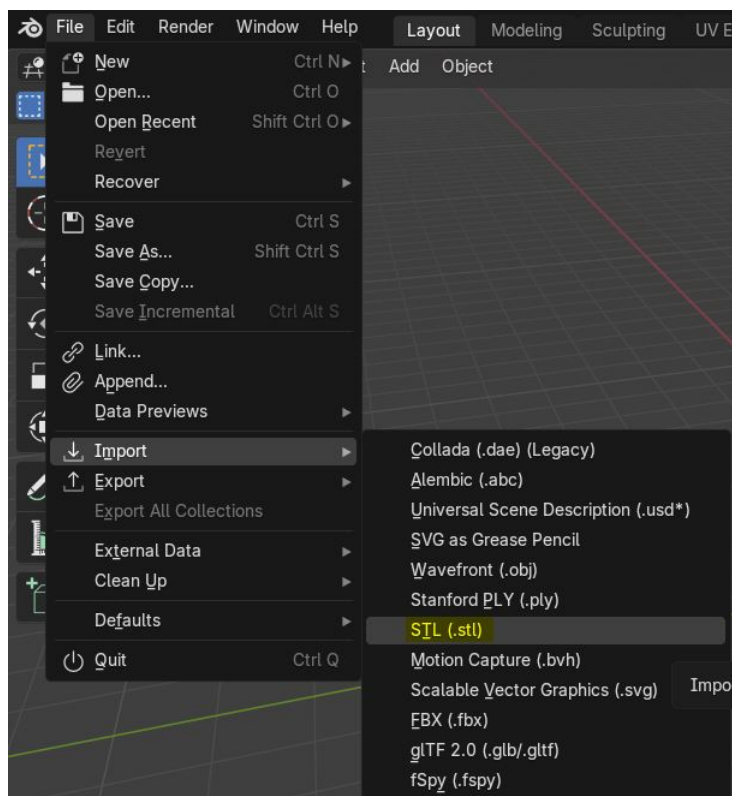 File Edit Render Window Help Layout Modeling Sculpting UV E
t Add Object
New Ctrl N
Open... Ctrl O
Open Recent Shift Ctrl O
Revert
Recover
Save Ctrl S
Save As... Shift Ctrl S
Save Copy...
Save Incremental Ctrl Alt S
Link...
Append...
Data Previews
Import
Export
Export All Collections
External Data
Clean Up
Defaults
Quit Ctrl Q
Collada (.dae) (Legacy)
Alembic (.abc)
Universal Scene Description (.usd*)
SVG as Grease Pencil
Wavefront (.obj)
Stanford PLY (.ply)
STL (.stl)
Motion Capture (.bvh)
Scalable Vector Graphics (.svg)
FBX (.fbx)
glTF 2.0 (.glb/.gltf)
fSpy (.fspy)
Impo